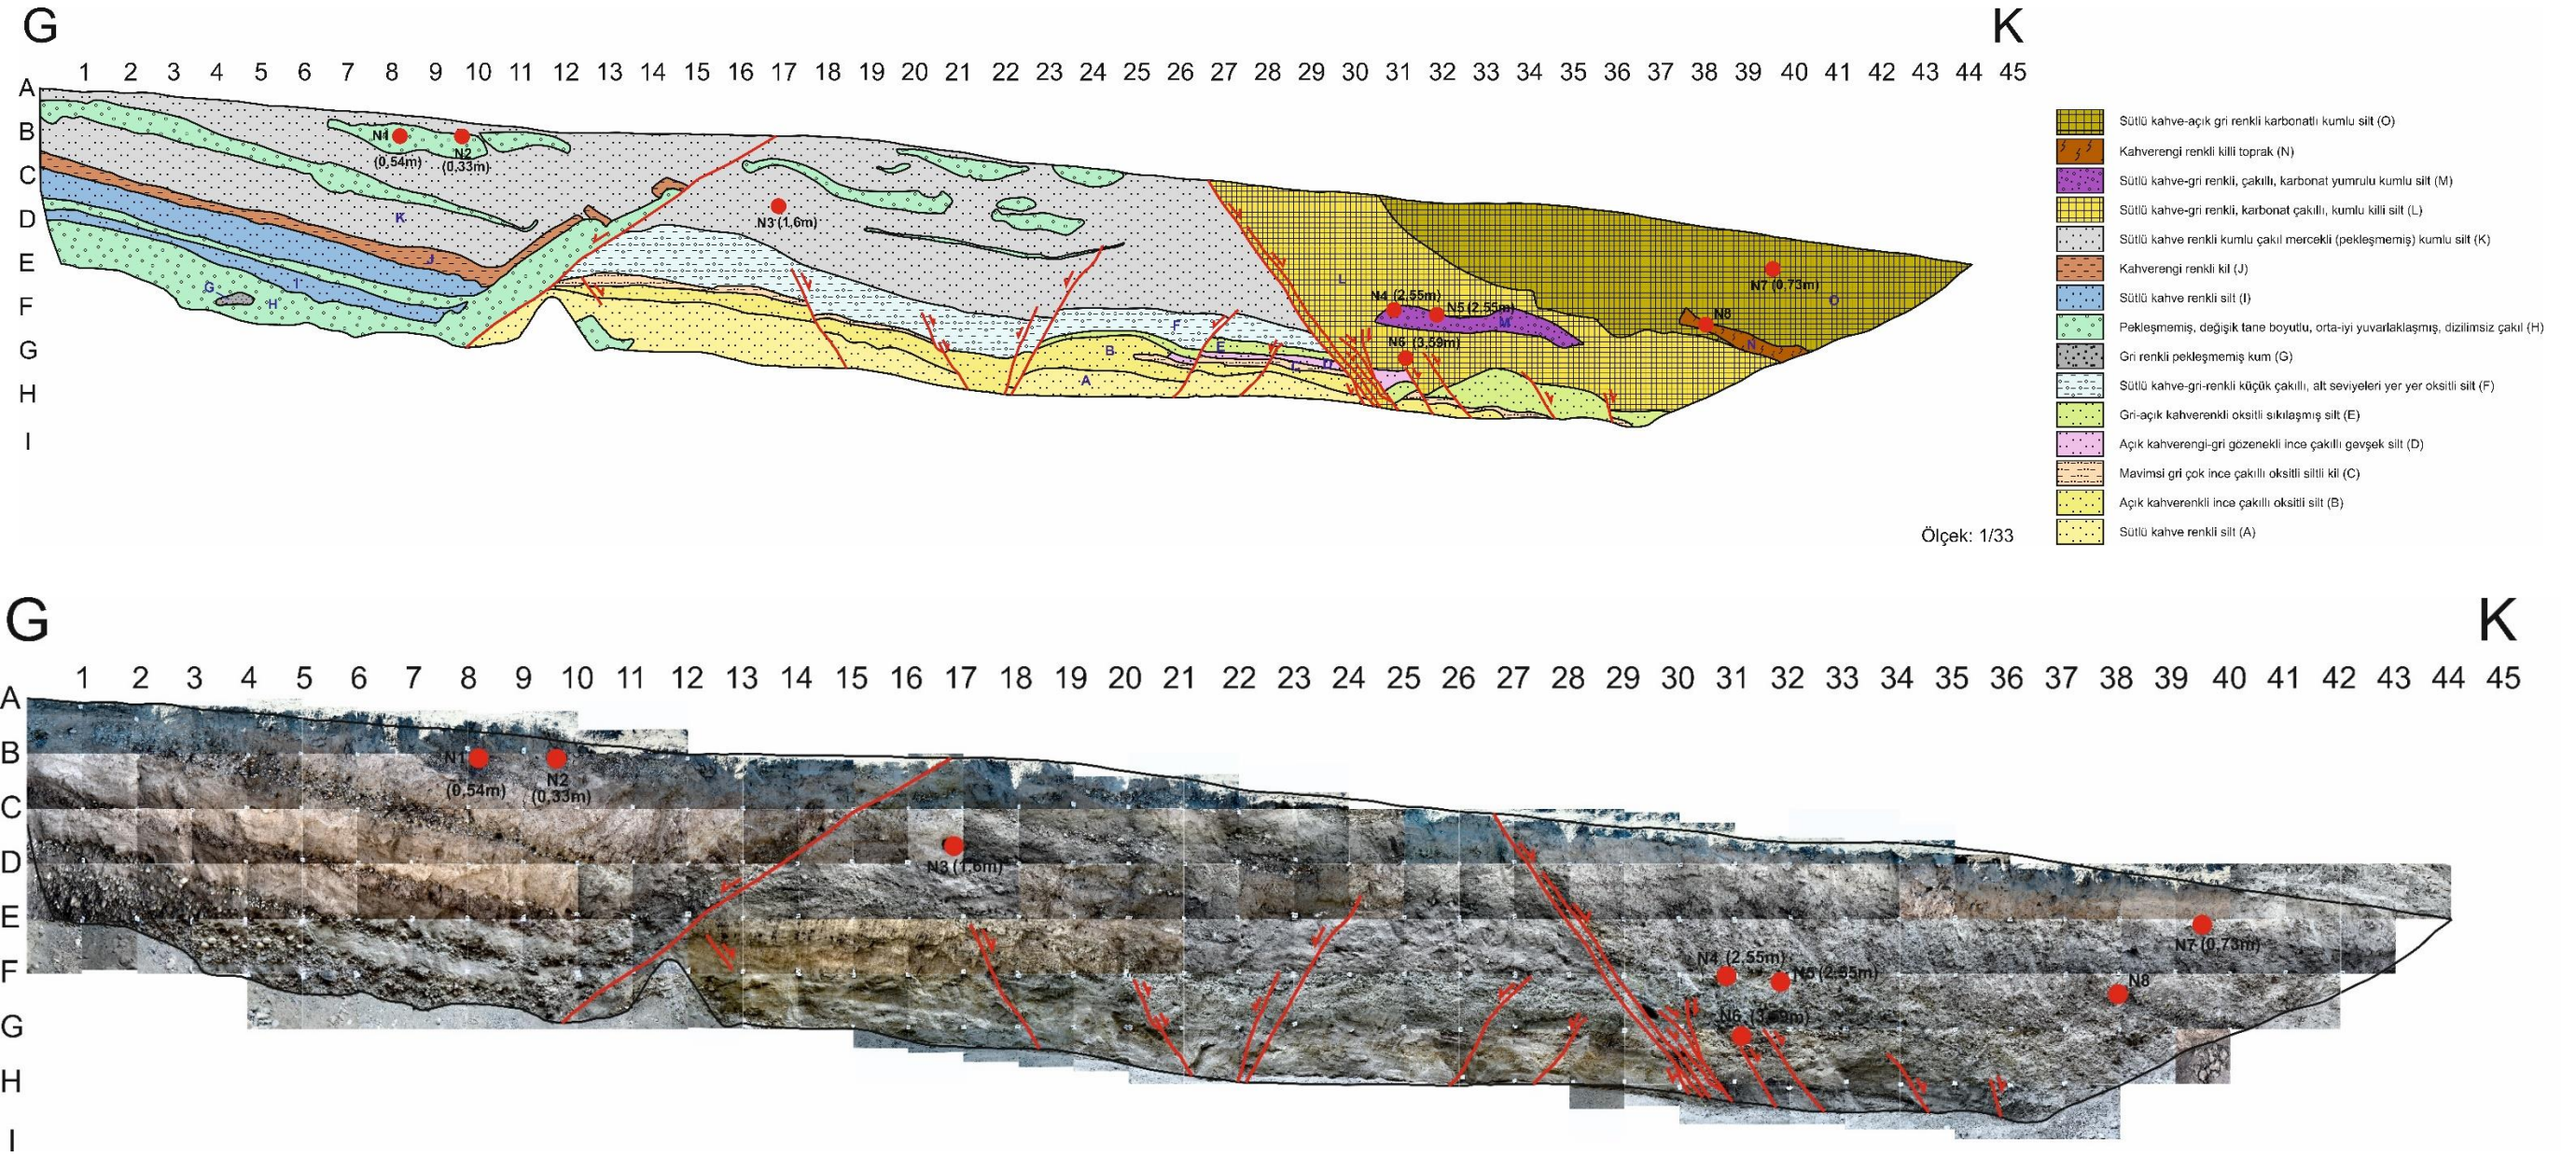 G K
1 2 3 4 5 6 7 8 9 10 11 12 13 14 15 16 17 18 19 20 21 22 23 24 25 26 27 28 29 30 31 32 33 34 35 36 37 38 39 40 41 42 43 44 45
A
B
C
D
E
F
G
H
I
N1
(0,54m)
N2
(0,33m)
N3 (1,6m)
N4 (2,55m)
N5 (2,55m)
N6 (3,59m)
N7 (0,73m)
N8
K
J
I
H
G
F
E
B
A
L
M
N
O
Sütlü kahve-açık gri renkli karbonatlı kumlu silt (O)
Kahverengi renkli killi toprak (N)
Sütlü kahve-gri renkli, çakıllı, karbonat yumrulu kumlu silt (M)
Sütlü kahve-gri renkli, karbonat çakıllı, kumlu killi silt (L)
Sütlü kahve renkli kumlu çakıl mercekli (pekleşmemiş) kumlu silt (K)
Kahverengi renkli kil (J)
Sütlü kahve renkli silt (I)
Pekleşmemiş, değişik tane boyutlu, orta-iyi yuvarlaklaşmış, dizilimsiz çakıl (H)
Gri renkli pekleşmemiş kum (G)
Sütlü kahve-gri-renkli küçük çakıllı, alt seviyeleri yer yer oksitli silt (F)
Gri-açık kahverenkli oksitli sıkılaşmış silt (E)
Açık kahverengi-gri gözenekli ince çakıllı gevşek silt (D)
Mavimsi gri çok ince çakıllı oksitli siltli kil (C)
Açık kahverenkli ince çakıllı oksitli silt (B)
Sütlü kahve renkli silt (A)
Ölçek: 1/33
G K
1 2 3 4 5 6 7 8 9 10 11 12 13 14 15 16 17 18 19 20 21 22 23 24 25 26 27 28 29 30 31 32 33 34 35 36 37 38 39 40 41 42 43 44 45
A
B
C
D
E
F
G
H
I
N1
(0,54m)
N2
(0,33m)
N3 (1,6m)
N4 (2,55m)
N5 (2,55m)
N6 (3,59m)
N7 (0,73m)
N8